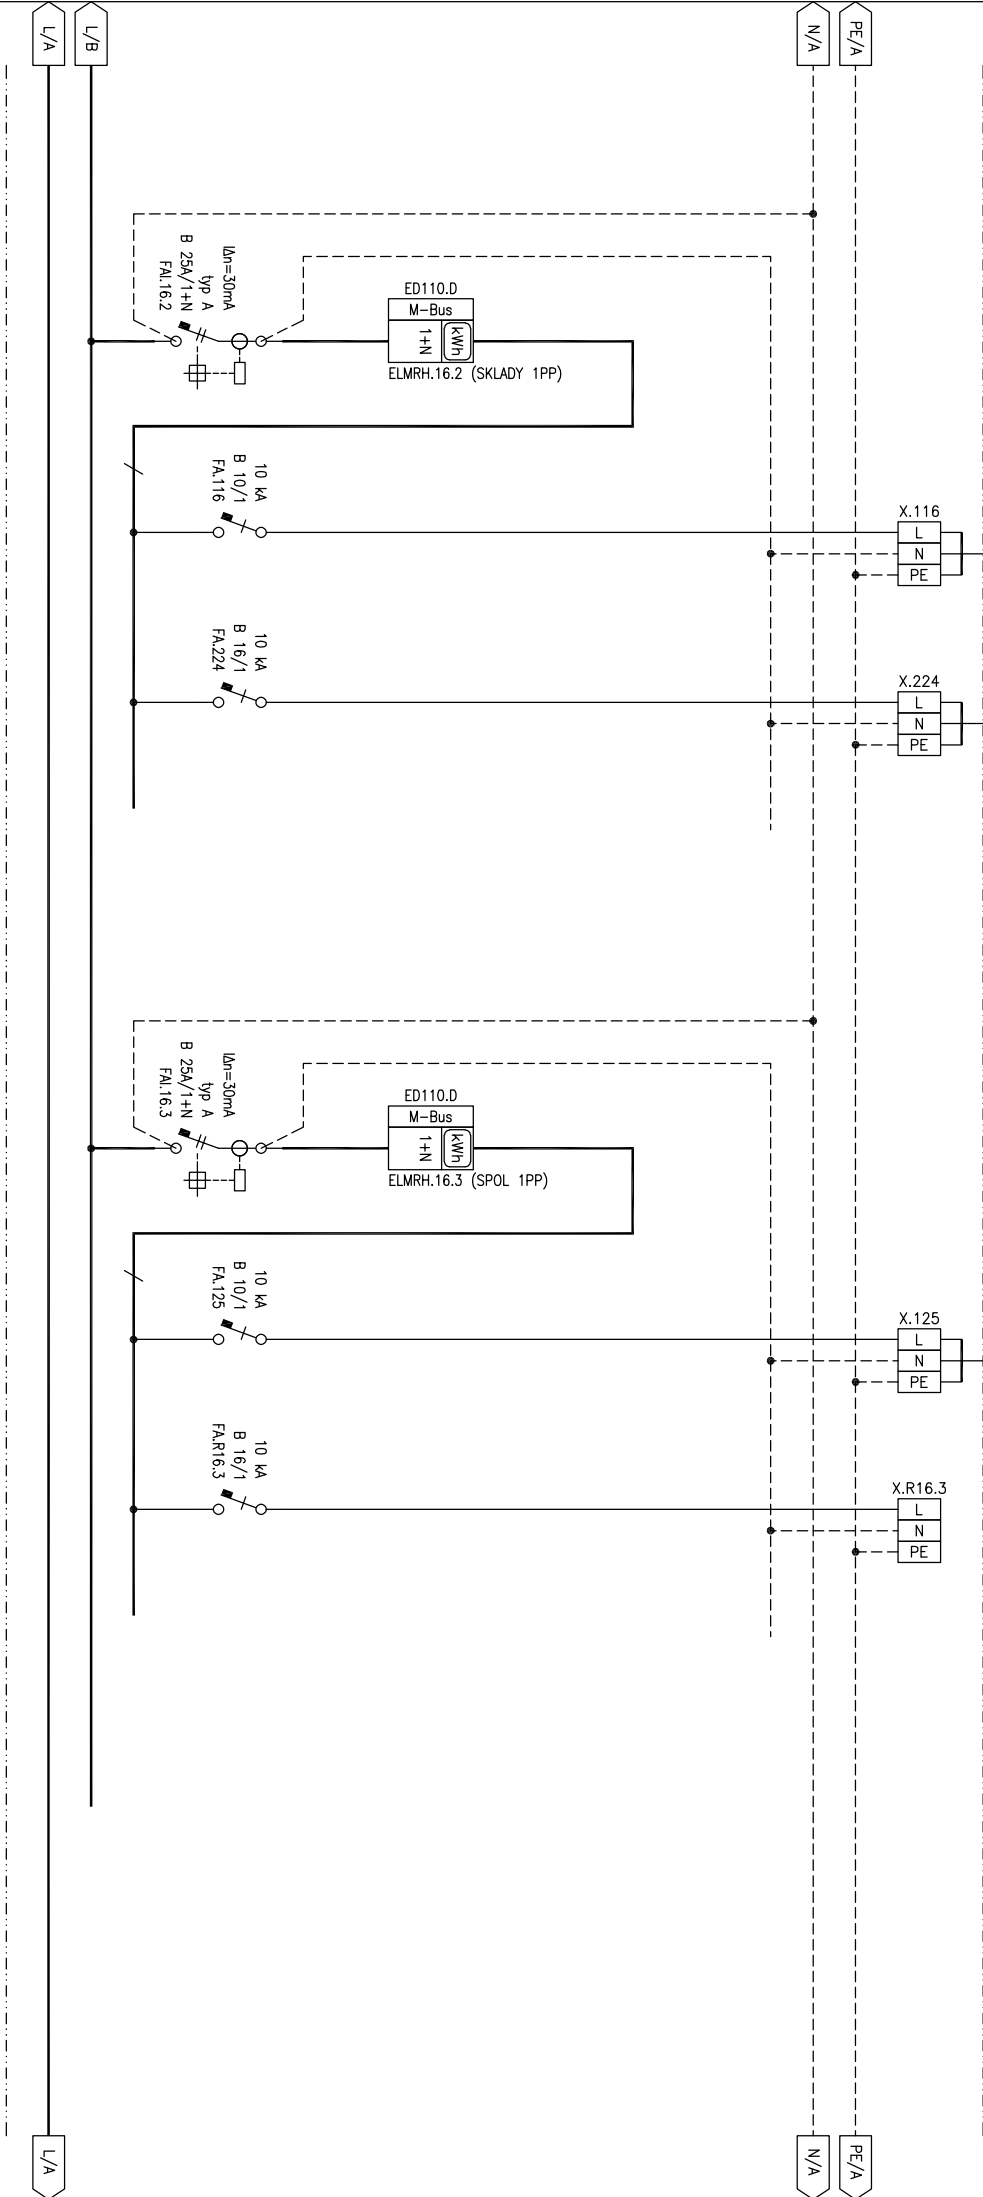 L/A
L/B
N/A
PE/A
IΔn=30mA
typ A
B 25A/1+N
FAI.16.2
ED110.D
M-Bus
kWh
1+N
ELMRH.16.2 (SKLADY 1PP)
10 kA
B 10/1
FA.116
X.116
L
N
PE
10 kA
B 16/1
FA.224
X.224
L
N
PE
IΔn=30mA
typ A
B 25A/1+N
FAI.16.3
ED110.D
M-Bus
kWh
1+N
ELMRH.16.3 (SPOL 1PP)
10 kA
B 10/1
FA.125
X.125
L
N
PE
10 kA
B 16/1
FA.R16.3
X.R16.3
L
N
PE
L/A
N/A
PE/A